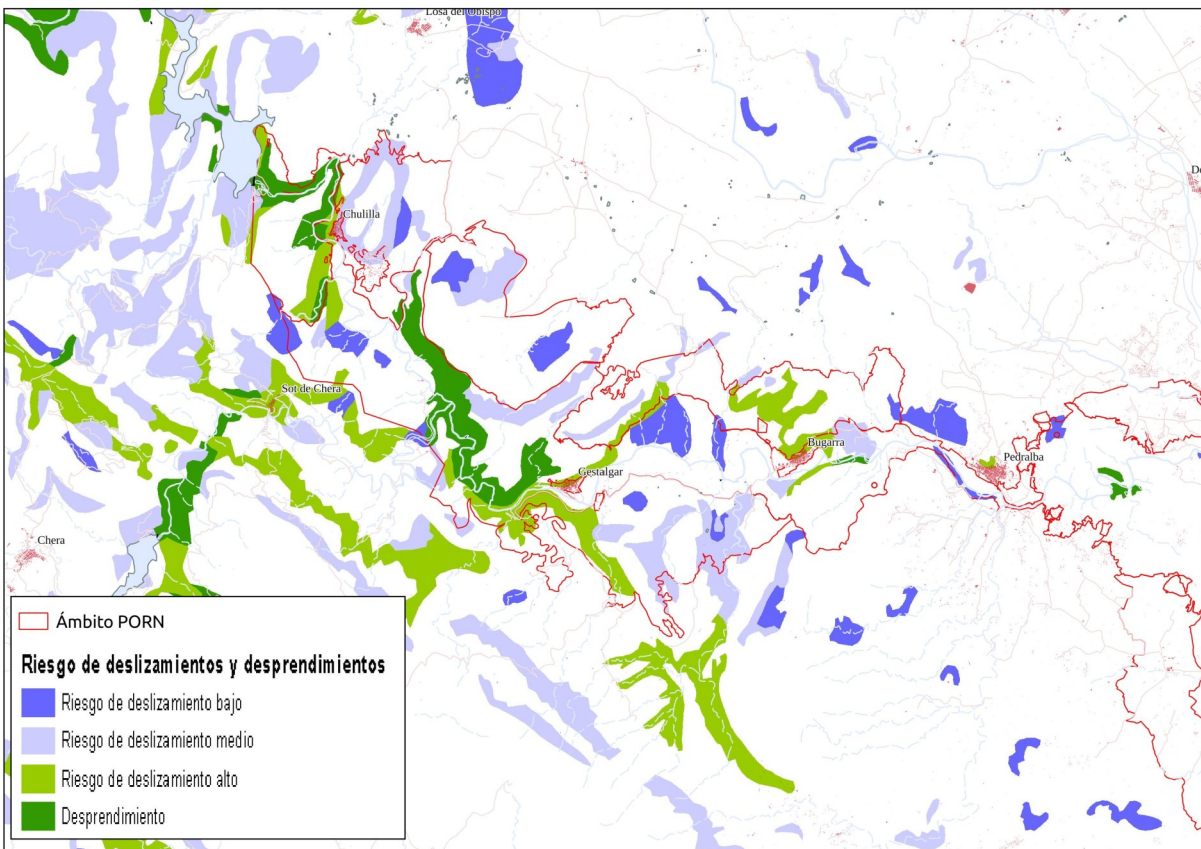 Losa del Obispo
Chulilla
Sot de Chera
Gestalgar
Bugarra
Pedralba
Chera
Ámbito PORN
Riesgo de deslizamientos y desprendimientos
Riesgo de deslizamiento bajo
Riesgo de deslizamiento medio
Riesgo de deslizamiento alto
Desprendimiento